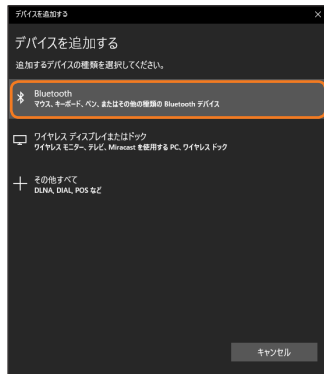 デバイスを追加する
デバイスを追加する
追加するデバイスの種類を選択してください。
Bluetooth
マウス、キーボード、ペン、またはその他の種類の Bluetooth デバイス
ワイヤレス ディスプレイまたはドック
ワイヤレス モニター、テレビ、Miracast を使用する PC、ワイヤレス ドック
その他すべて
DLNA, DIAL, POS など
キャンセル